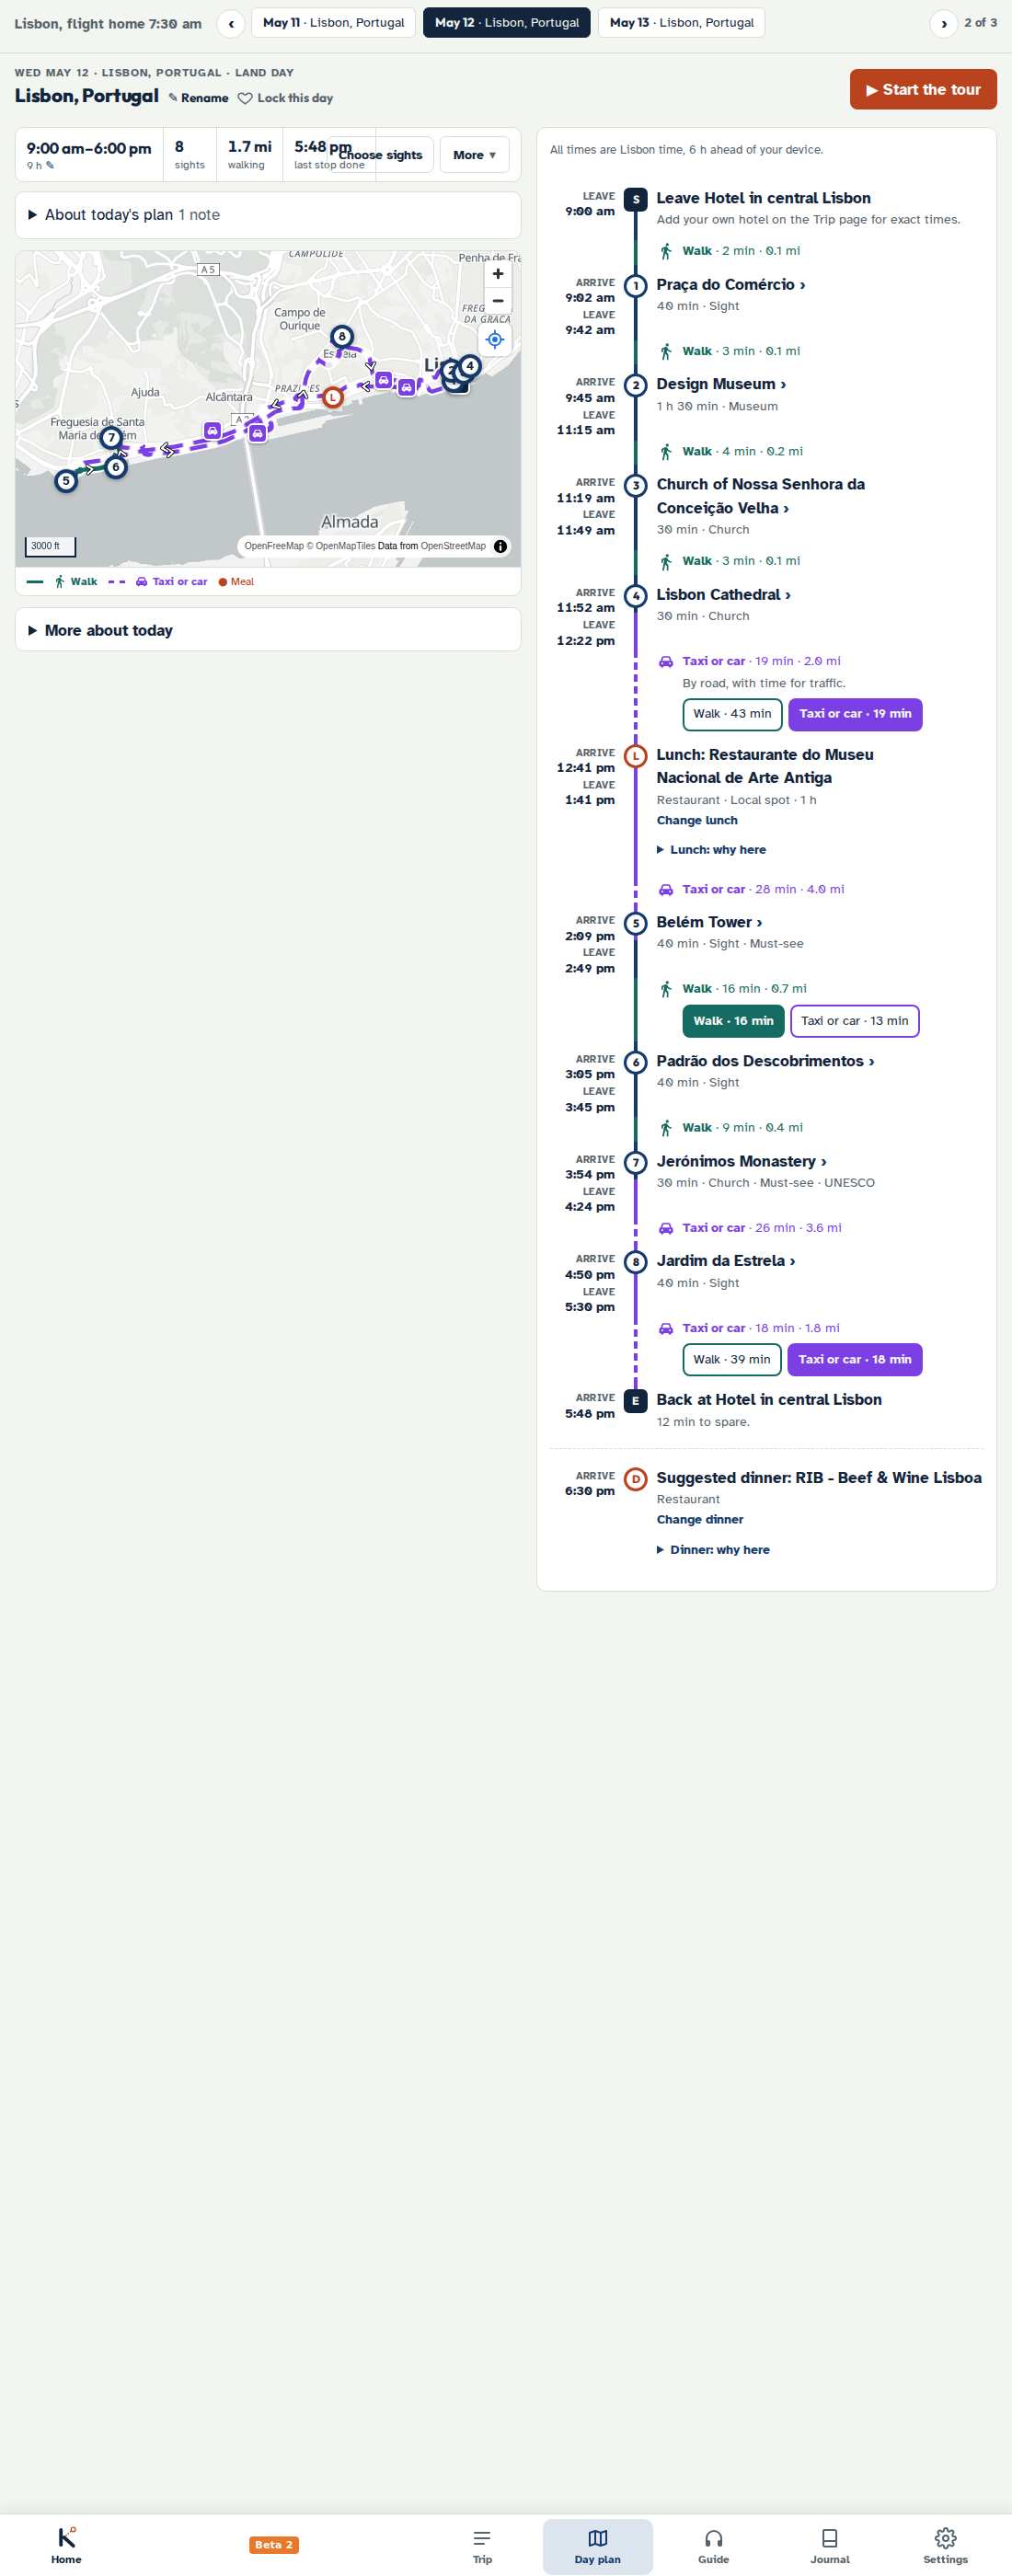 Lisbon, flight home 7:30 am
‹
May 11 · Lisbon, Portugal
May 12 · Lisbon, Portugal
May 13 · Lisbon, Portugal
›
2 of 3
WED MAY 12 · LISBON, PORTUGAL · LAND DAY
Lisbon, Portugal ✎ Rename ♡ Lock this day
▶ Start the tour
9:00 am–6:00 pm
9 h ✎
8
sights
1.7 mi
walking
5:48 pm
last stop done
Choose sights
More ▼
▶ About today's plan 1 note
CAMPOLIDE
A 5
Penha de Fra
Campo de
Ourique
DA GRAÇA
8
4
PRAZERES
L
Ajuda
Alcântara
Freguesia de Santa
7
6
5
Almada
3000 ft
OpenFreeMap © OpenMapTiles Data from OpenStreetMap
Walk Taxi or car Meal
▶ More about today
All times are Lisbon time, 6 h ahead of your device.
LEAVE
9:00 am
S
Leave Hotel in central Lisbon
Add your own hotel on the Trip page for exact times.
Walk · 2 min · 0.1 mi
ARRIVE
9:02 am
LEAVE
9:42 am
1
Praça do Comércio ›
40 min · Sight
Walk · 3 min · 0.1 mi
ARRIVE
9:45 am
LEAVE
11:15 am
2
Design Museum ›
1 h 30 min · Museum
Walk · 4 min · 0.2 mi
ARRIVE
11:19 am
LEAVE
11:49 am
3
Church of Nossa Senhora da
Conceição Velha ›
30 min · Church
Walk · 3 min · 0.1 mi
ARRIVE
11:52 am
LEAVE
12:22 pm
4
Lisbon Cathedral ›
30 min · Church
Taxi or car · 19 min · 2.0 mi
By road, with time for traffic.
Walk · 43 min
Taxi or car · 19 min
ARRIVE
12:41 pm
LEAVE
1:41 pm
L
Lunch: Restaurante do Museu
Nacional de Arte Antiga
Restaurant · Local spot · 1 h
Change lunch
▶ Lunch: why here
Taxi or car · 28 min · 4.0 mi
ARRIVE
2:09 pm
LEAVE
2:49 pm
5
Belém Tower ›
40 min · Sight · Must-see
Walk · 16 min · 0.7 mi
Walk · 16 min
Taxi or car · 13 min
ARRIVE
3:05 pm
LEAVE
3:45 pm
6
Padrão dos Descobrimentos ›
40 min · Sight
Walk · 9 min · 0.4 mi
ARRIVE
3:54 pm
LEAVE
4:24 pm
7
Jerónimos Monastery ›
30 min · Church · Must-see · UNESCO
Taxi or car · 26 min · 3.6 mi
ARRIVE
4:50 pm
LEAVE
5:30 pm
8
Jardim da Estrela ›
40 min · Sight
Taxi or car · 18 min · 1.8 mi
Walk · 39 min
Taxi or car · 18 min
ARRIVE
5:48 pm
E
Back at Hotel in central Lisbon
12 min to spare.
ARRIVE
6:30 pm
D
Suggested dinner: RIB - Beef & Wine Lisboa
Restaurant
Change dinner
▶ Dinner: why here
Home
Beta 2
Trip
Day plan
Guide
Journal
Settings